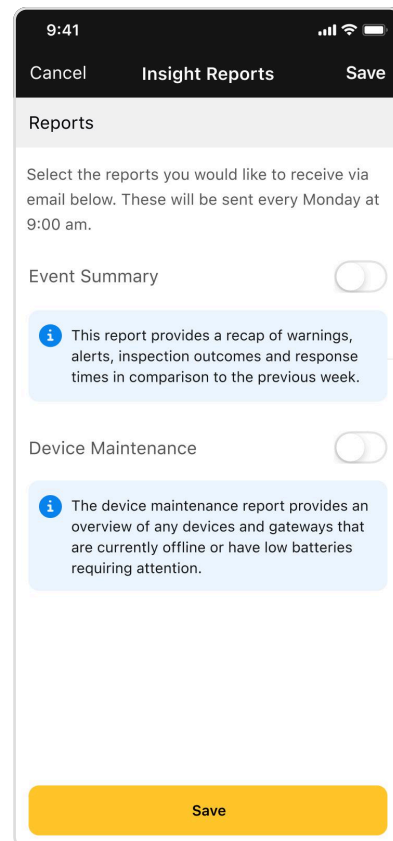 9:41
Cancel Insight Reports Save
Reports
Select the reports you would like to receive via
email below. These will be sent every Monday at
9:00 am.
Event Summary
This report provides a recap of warnings,
alerts, inspection outcomes and response
times in comparison to the previous week.
Device Maintenance
The device maintenance report provides an
overview of any devices and gateways that
are currently offline or have low batteries
requiring attention.
Save